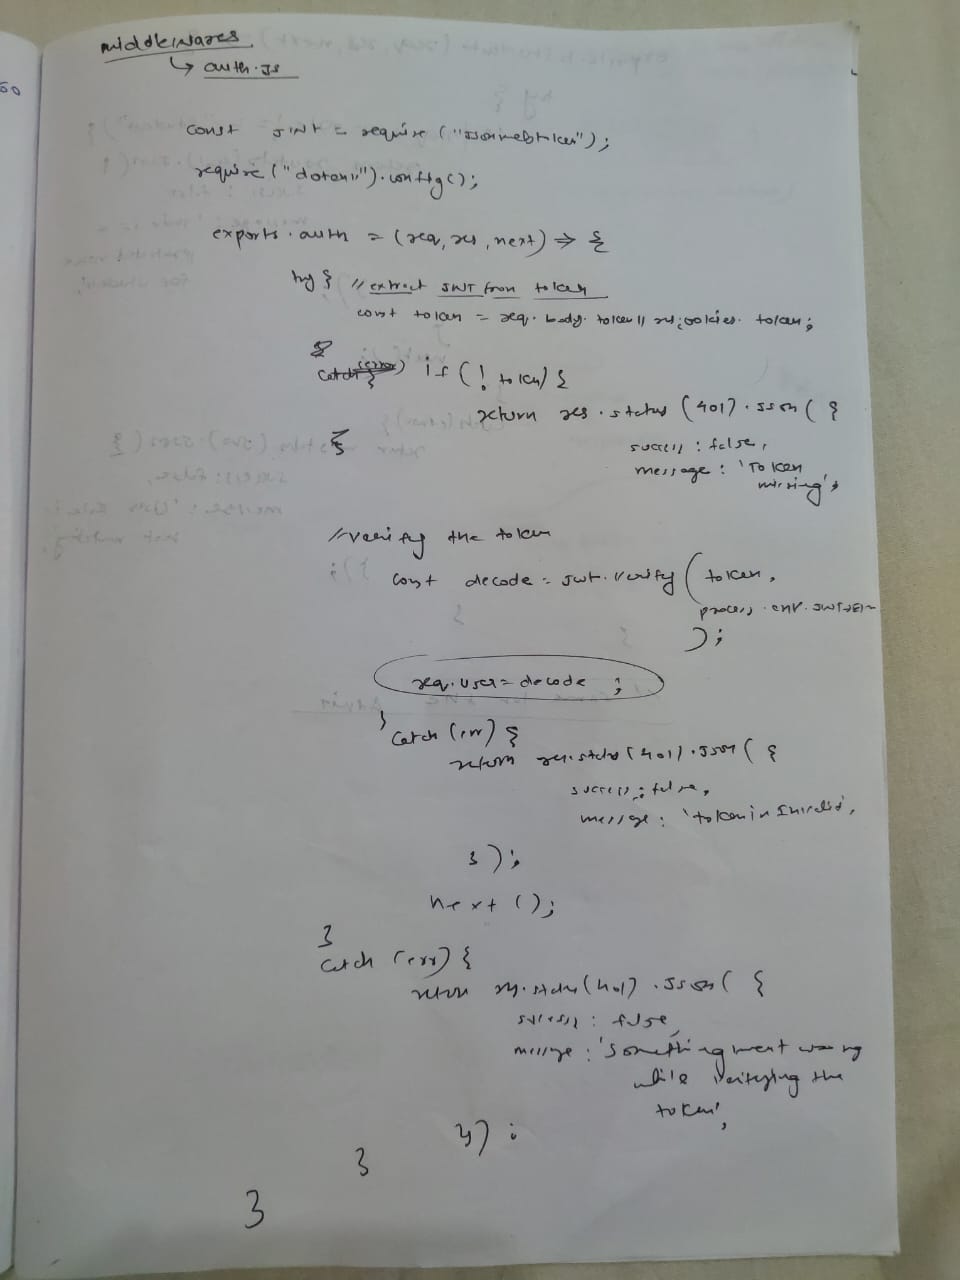 middlewares
↳ auth.js
const JWT = require ("jsonwebtoken");
require ("dotenv").config();
exports.auth = (req, res, next) => {
try { // extract JWT from token
const token = req.body.token || req.cookies.token;
if (! token) {
return res.status (401).json ( {
success : false,
message : 'Token
missing',
}
// verify the token
const decode = jwt.verify ( token,
process.env.
);
req.user = decode ;
}
catch (err) {
return res.status (401).json ( {
success : false,
message : 'token is invalid',
} );
next ();
}
catch (err) {
return res.status (401).json ( {
success : false,
message : 'Something went wrong
while verifying the
token',
});
}
}